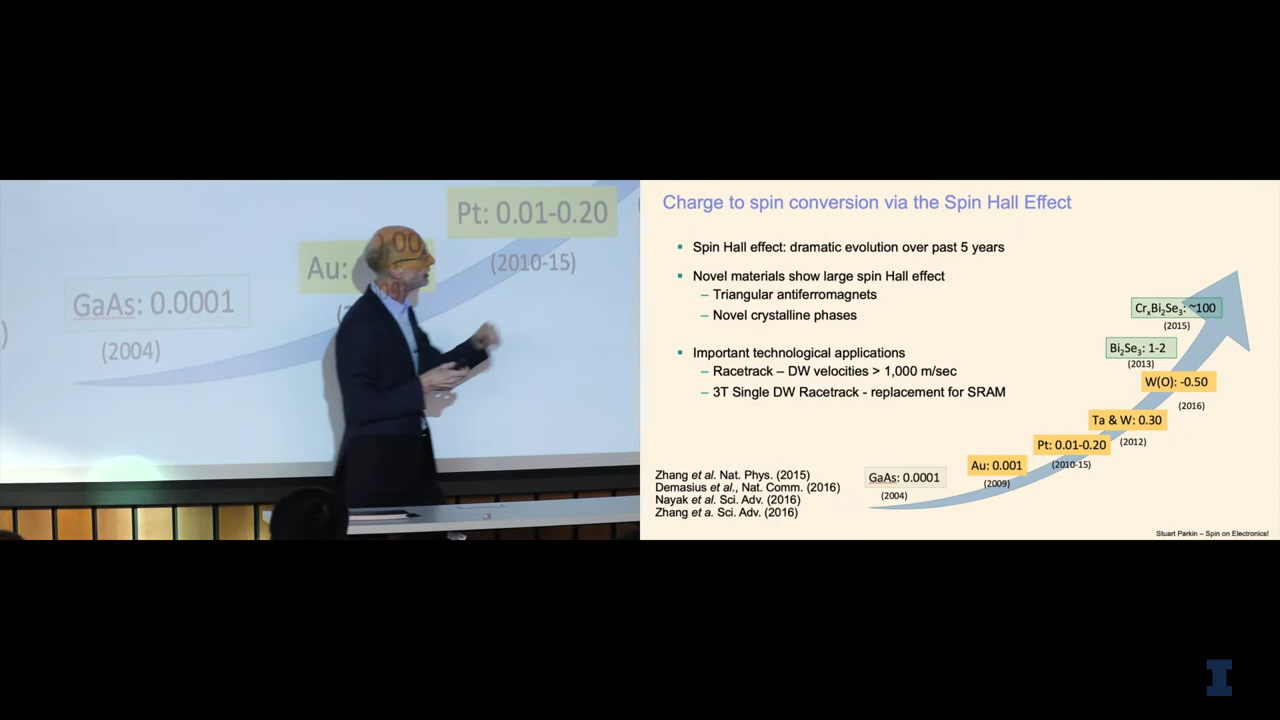 GaAs: 0.0001
(2004)
Au:
Pt: 0.01-0.20
(2010-15)
Charge to spin conversion via the Spin Hall Effect
▪ Spin Hall effect: dramatic evolution over past 5 years
▪ Novel materials show large spin Hall effect
– Triangular antiferromagnets
– Novel crystalline phases
▪ Important technological applications
– Racetrack – DW velocities > 1,000 m/sec
– 3T Single DW Racetrack - replacement for SRAM
CrₓBi₂Se₃: ~100
(2015)
Bi₂Se₃: 1-2
(2013)
W(O): -0.50
(2016)
Ta & W: 0.30
(2012)
Pt: 0.01-0.20
(2010-15)
Au: 0.001
(2009)
GaAs: 0.0001
(2004)
Zhang et al. Nat. Phys. (2015)
Demasius et al., Nat. Comm. (2016)
Nayak et al. Sci. Adv. (2016)
Zhang et a. Sci. Adv. (2016)
Stuart Parkin – Spin on Electronics!
I